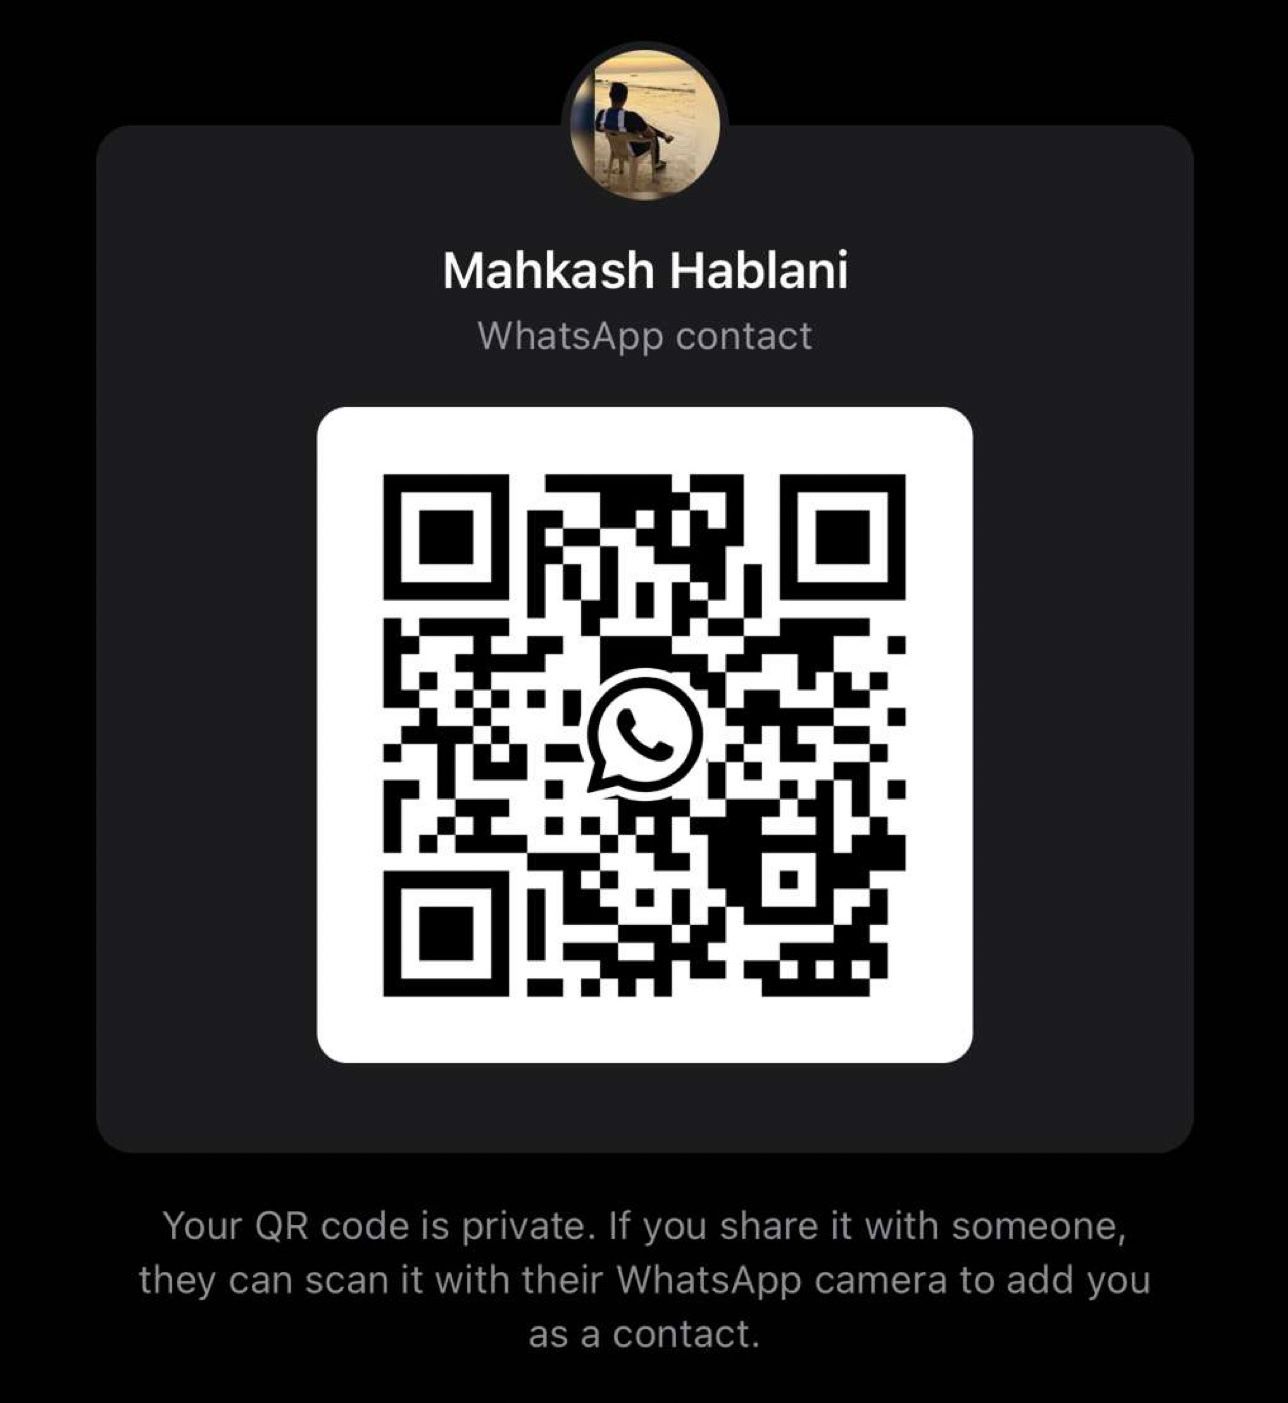 Mahkash Hablani
WhatsApp contact
Your QR code is private. If you share it with someone,
they can scan it with their WhatsApp camera to add you
as a contact.